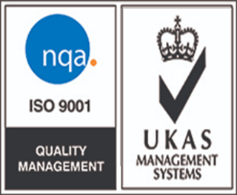 nqa.
ISO 9001
QUALITY
MANAGEMENT
UKAS
MANAGEMENT
SYSTEMS